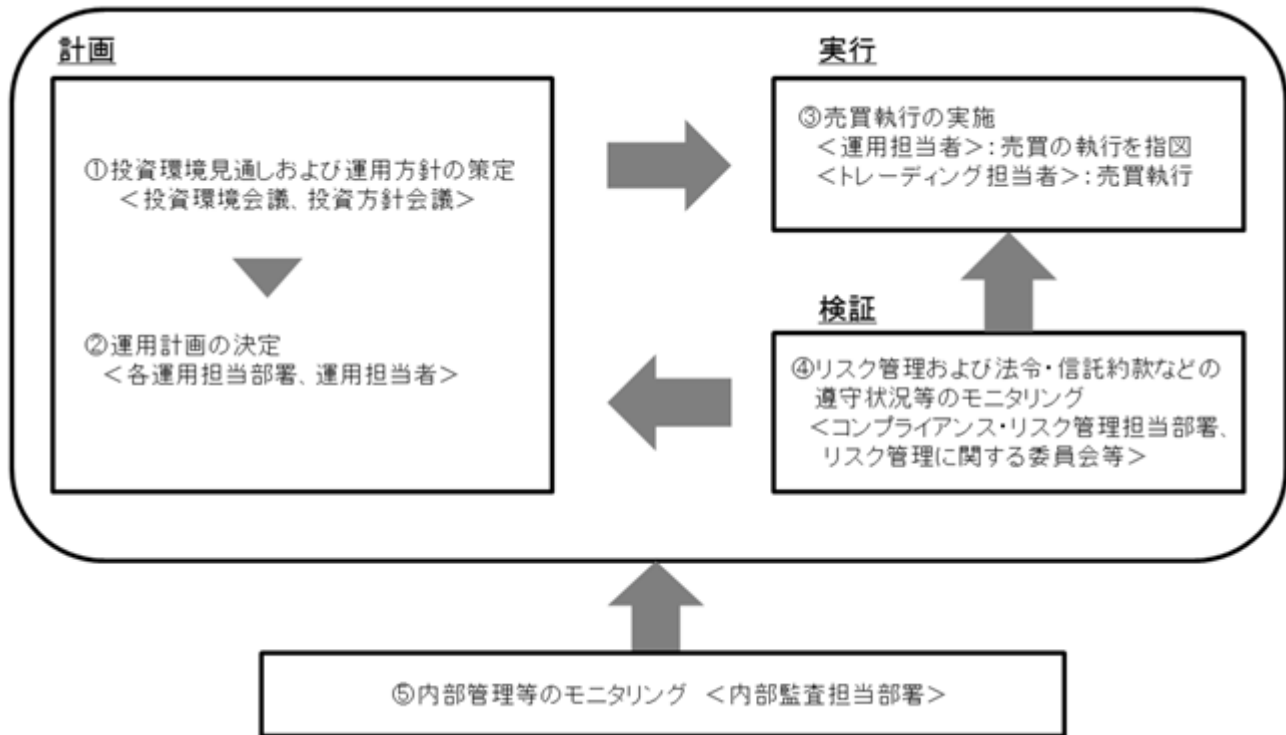 計画
①投資環境見通しおよび運用方針の策定
＜投資環境会議、投資方針会議＞
②運用計画の決定
＜各運用担当部署、運用担当者＞
実行
③売買執行の実施
＜運用担当者＞：売買の執行を指図
＜トレーディング担当者＞：売買執行
検証
④リスク管理および法令・信託約款などの
遵守状況等のモニタリング
＜コンプライアンス・リスク管理担当部署、
リスク管理に関する委員会等＞
⑤内部管理等のモニタリング ＜内部監査担当部署＞